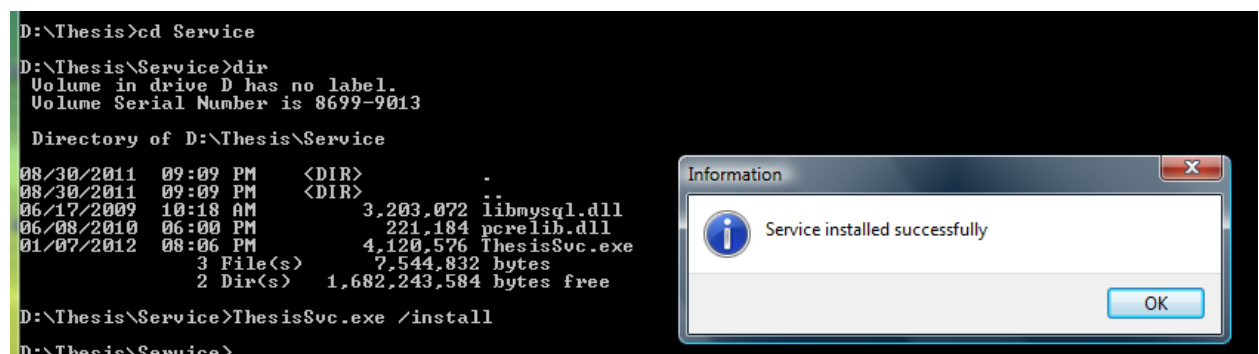 D:\Thesis>cd Service
D:\Thesis\Service>dir
Volume in drive D has no label.
Volume Serial Number is 8699-9013
Directory of D:\Thesis\Service
08/30/2011 09:09 PM <DIR> .
08/30/2011 09:09 PM <DIR> ..
06/17/2009 10:18 AM 3,203,072 libmysql.dll
06/08/2010 06:00 PM 221,184 pcrelib.dll
01/07/2012 08:06 PM 4,120,576 ThesisSvc.exe
3 File(s) 7,544,832 bytes
2 Dir(s) 1,682,243,584 bytes free
D:\Thesis\Service>ThesisSvc.exe /install
D:\Thesis\Service>
Information
Service installed successfully
OK